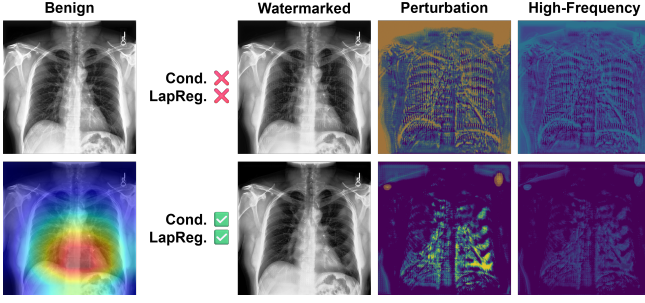 Benign Watermarked Perturbation High-Frequency
Cond. ❌
LapReg. ❌
Cond. ✅
LapReg. ✅